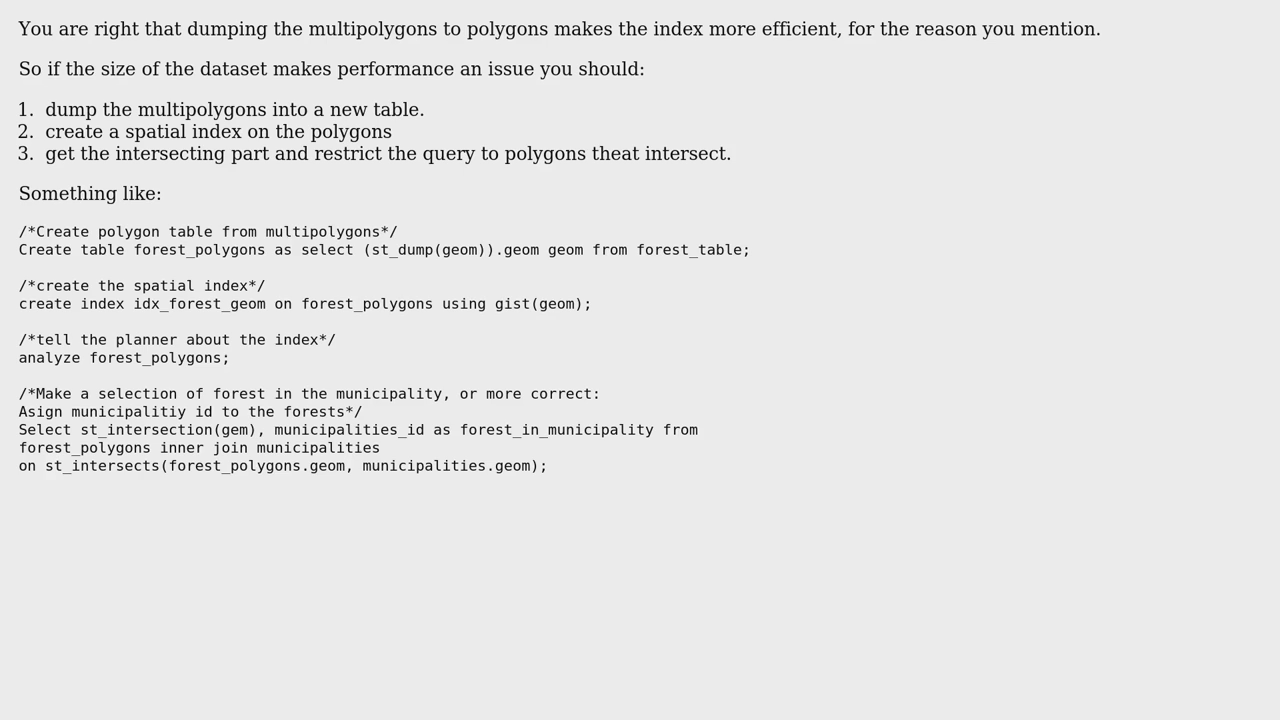 You are right that dumping the multipolygons to polygons makes the index more efficient, for the reason you mention.
So if the size of the dataset makes performance an issue you should:
1. dump the multipolygons into a new table.
2. create a spatial index on the polygons
3. get the intersecting part and restrict the query to polygons theat intersect.
Something like:
/*Create polygon table from multipolygons*/
Create table forest_polygons as select (st_dump(geom)).geom geom from forest_table;
/*create the spatial index*/
create index idx_forest_geom on forest_polygons using gist(geom);
/*tell the planner about the index*/
analyze forest_polygons;
/*Make a selection of forest in the municipality, or more correct:
Asign municipalitiy id to the forests*/
Select st_intersection(gem), municipalities_id as forest_in_municipality from
forest_polygons inner join municipalities
on st_intersects(forest_polygons.geom, municipalities.geom);